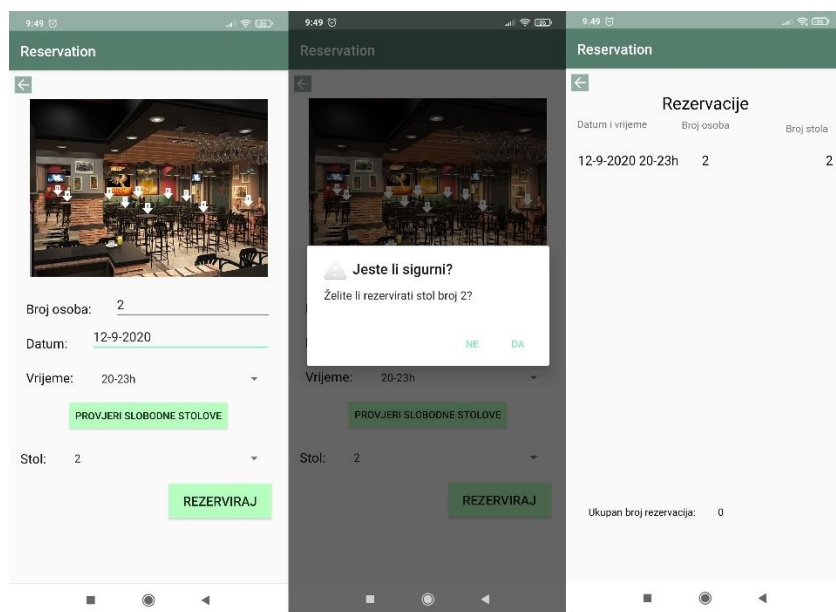 9:49
Reservation
Broj osoba: 2
Datum: 12-9-2020
Vrijeme: 20-23h
PROVJERI SLOBODNE STOLOVE
Stol: 2
REZERVIRAJ
9:49
Reservation
Jeste li sigurni?
Želite li rezervirati stol broj 2?
NE DA
Vrijeme: 20-23h
PROVJERI SLOBODNE STOLOVE
Stol: 2
REZERVIRAJ
9:49
Reservation
Rezervacije
Datum i vrijeme Broj osoba Broj stola
12-9-2020 20-23h 2 2
Ukupan broj rezervacija: 0